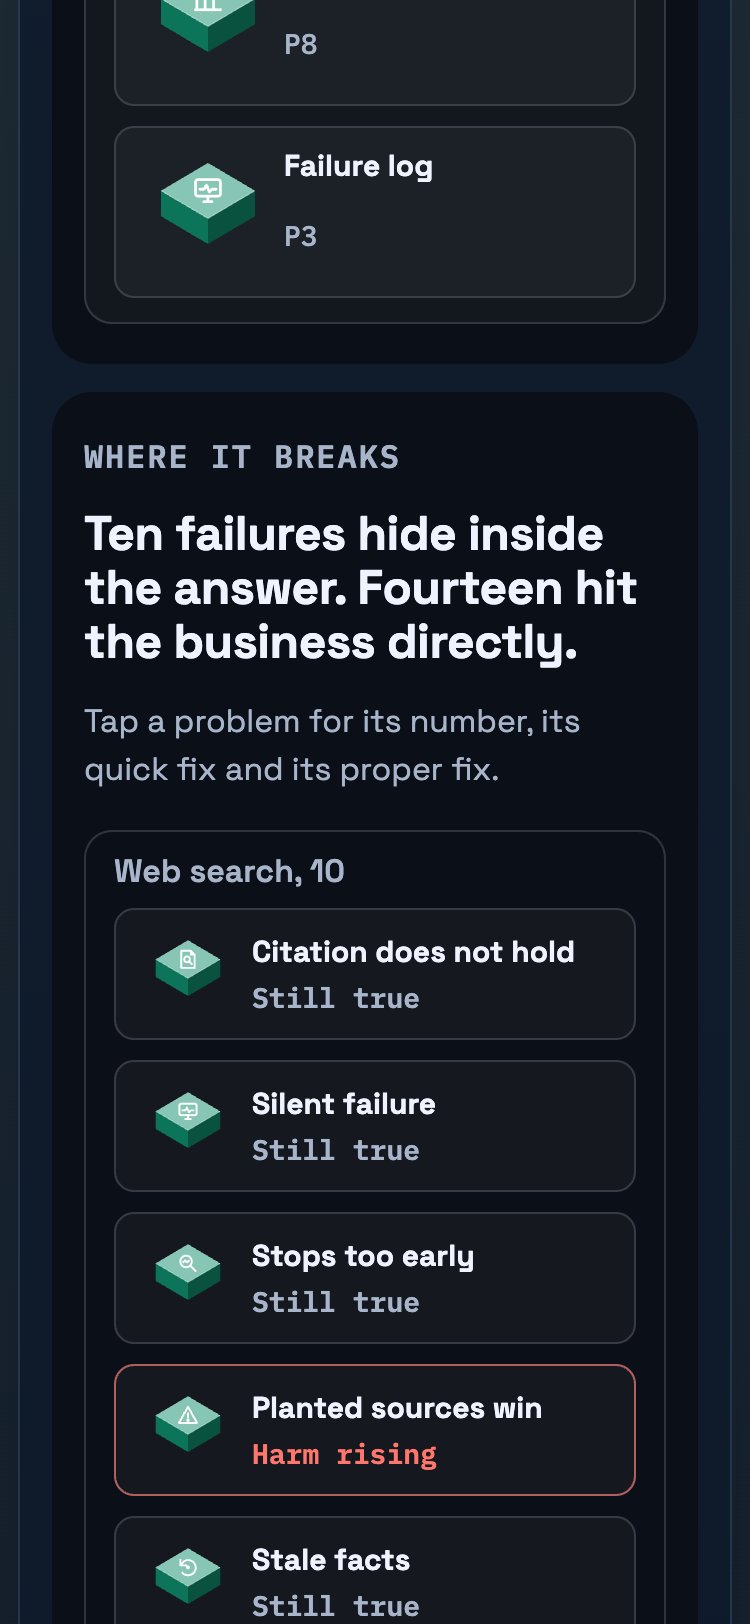 P8
Failure log
P3
WHERE IT BREAKS
Ten failures hide inside
the answer. Fourteen hit
the business directly.
Tap a problem for its number, its
quick fix and its proper fix.
Web search, 10
Citation does not hold
Still true
Silent failure
Still true
Stops too early
Still true
Planted sources win
Harm rising
Stale facts
Still true